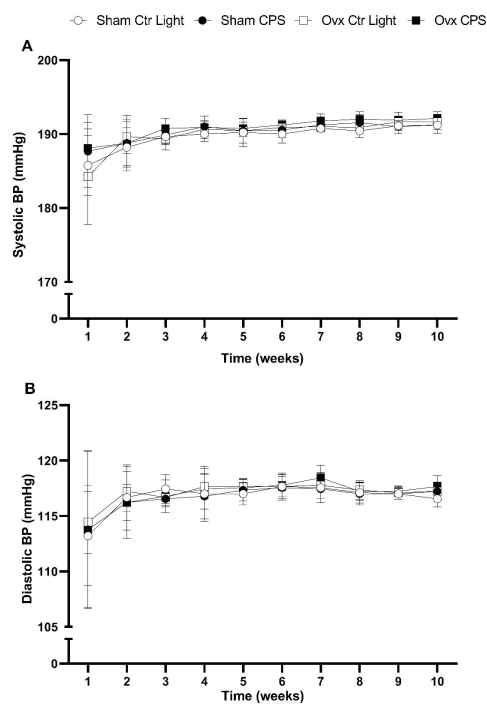 Sham Ctr Light Sham CPS Ovx Ctr Light Ovx CPS
A
200
190
180
170
0
Systolic BP (mmHg)
1 2 3 4 5 6 7 8 9 10
Time (weeks)
B
125
120
115
110
105
0
Diastolic BP (mmHg)
1 2 3 4 5 6 7 8 9 10
Time (weeks)